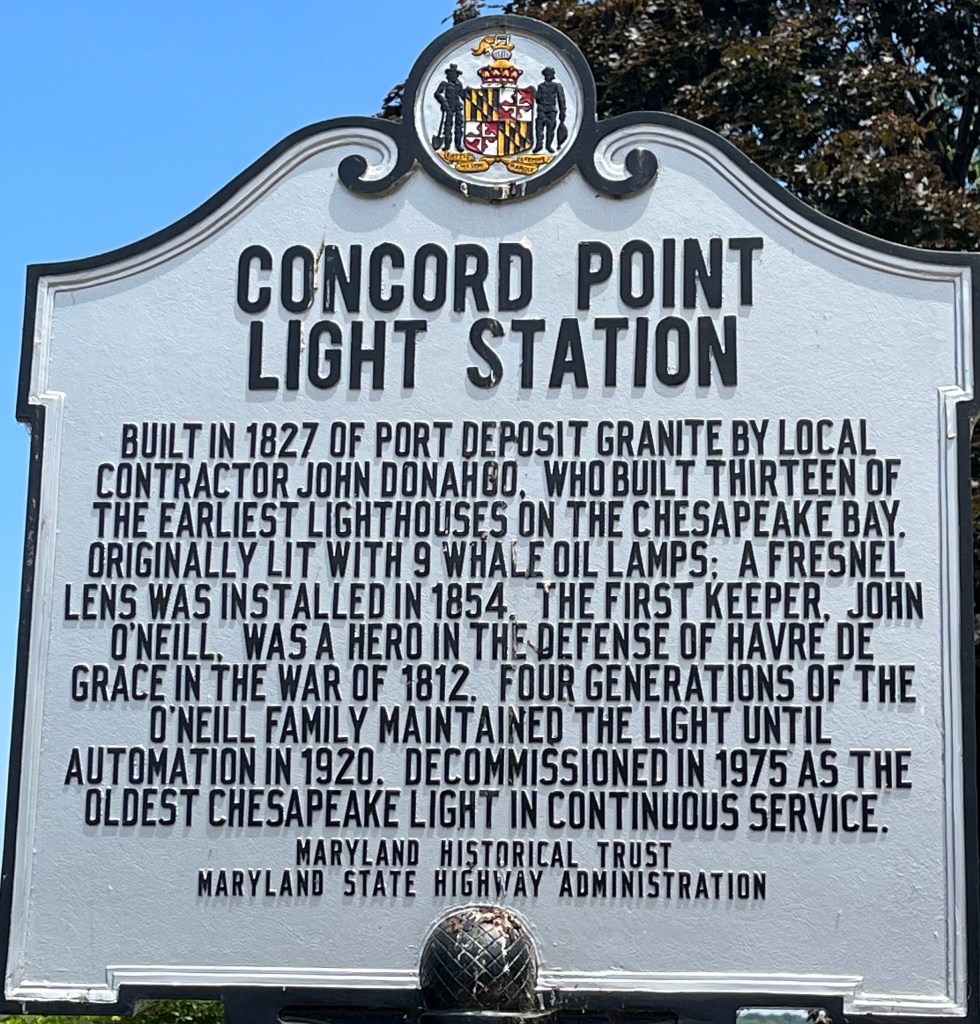 CONCORD POINT
LIGHT STATION
BUILT IN 1827 OF PORT DEPOSIT GRANITE BY LOCAL
CONTRACTOR JOHN DONAHOO, WHO BUILT THIRTEEN OF
THE EARLIEST LIGHTHOUSES ON THE CHESAPEAKE BAY.
ORIGINALLY LIT WITH 9 WHALE OIL LAMPS; A FRESNEL
LENS WAS INSTALLED IN 1854. THE FIRST KEEPER, JOHN
O'NEILL, WAS A HERO IN THE DEFENSE OF HAVRE DE
GRACE IN THE WAR OF 1812. FOUR GENERATIONS OF THE
O'NEILL FAMILY MAINTAINED THE LIGHT UNTIL
AUTOMATION IN 1920. DECOMMISSIONED IN 1975 AS THE
OLDEST CHESAPEAKE LIGHT IN CONTINUOUS SERVICE.
MARYLAND HISTORICAL TRUST
MARYLAND STATE HIGHWAY ADMINISTRATION